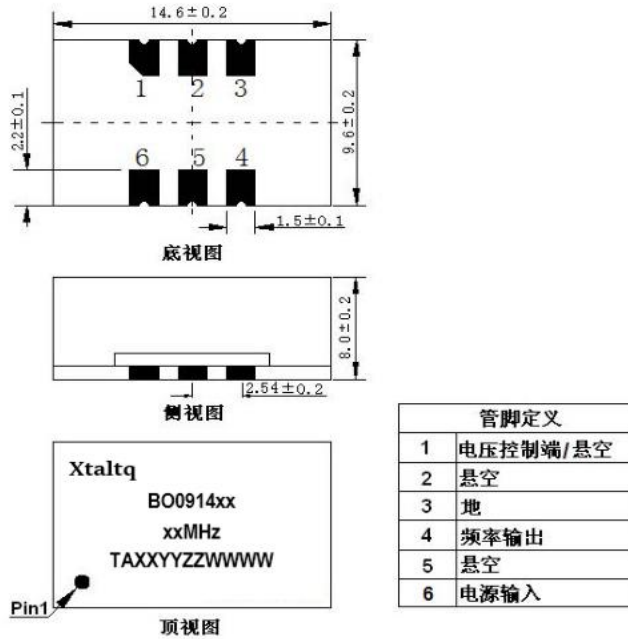 14.6±0.2
1 2 3
2.2±0.1
9.6±0.2
6 5 4
1.5±0.1
底视图
8.0±0.2
2.54±0.2
侧视图
Xtaltq
BO0914xx
xxMHz
TAXXYYZZWWWW
Pin1
顶视图
管脚定义
1 电压控制端/悬空
2 悬空
3 地
4 频率输出
5 悬空
6 电源输入